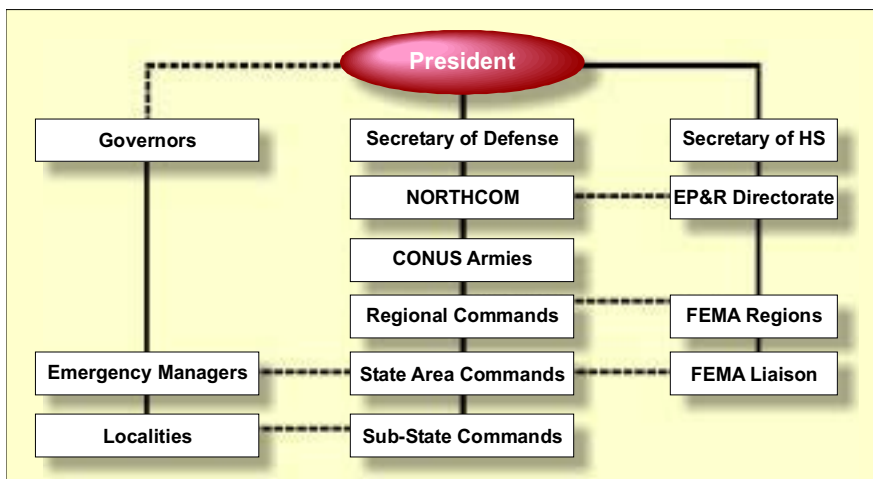 President
Governors
Secretary of Defense
Secretary of HS
NORTHCOM
EP&R Directorate
CONUS Armies
Regional Commands
FEMA Regions
Emergency Managers
State Area Commands
FEMA Liaison
Localities
Sub-State Commands